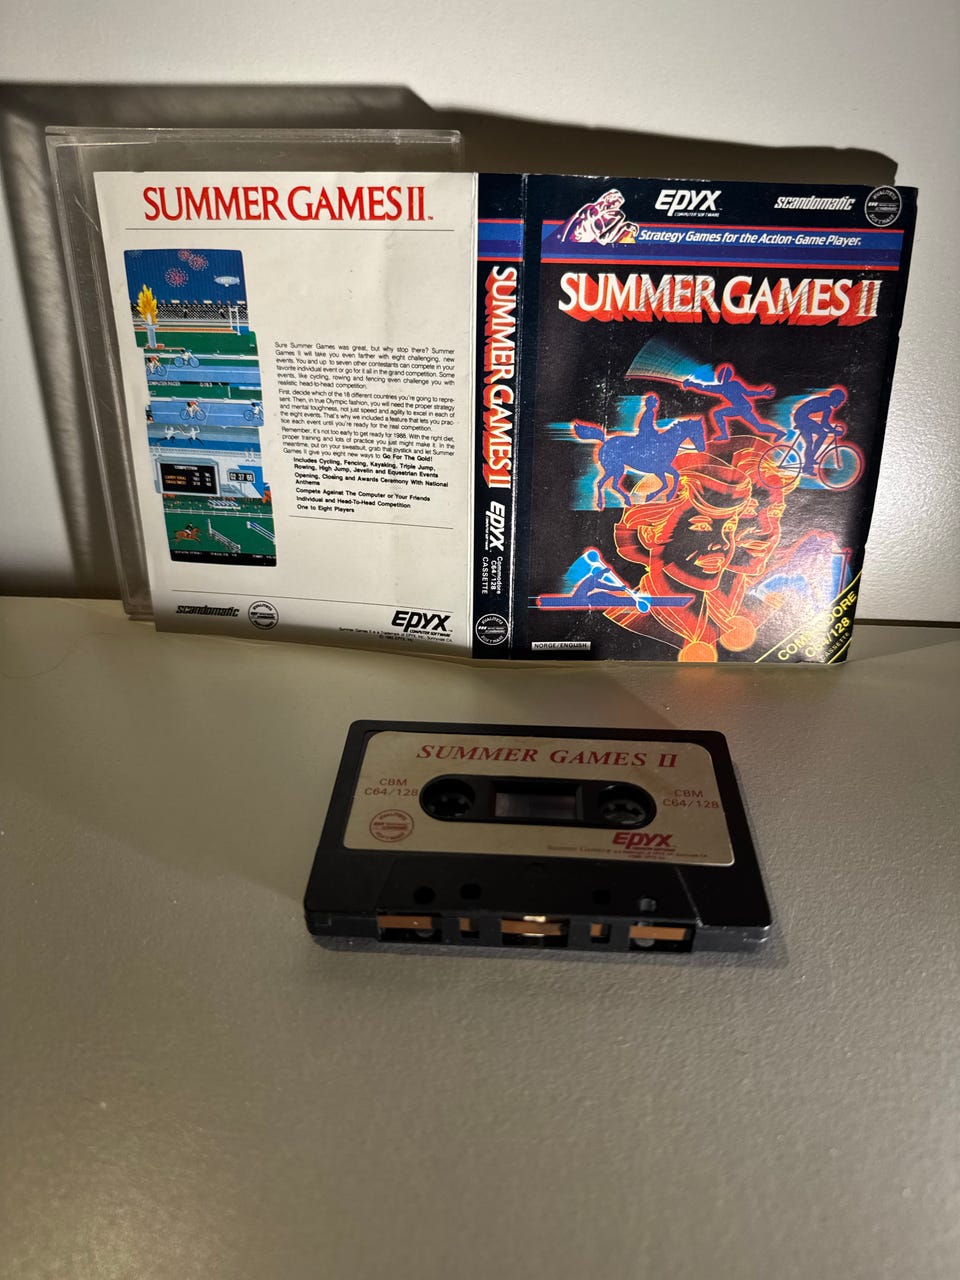 SUMMER GAMES II™
Sure Summer Games was great, but why stop there? Summer
Games II will take you even farther with eight challenging, new
events. You and up to seven other contestants can compete in your
favorite individual event or go for it all in the grand competition. Some
events, like cycling, rowing and fencing even challenge you with
realistic head-to-head competition.
First, decide which of the 18 different countries you're going to repre-
sent. Then, in true Olympic fashion, you will need the proper strategy
and mental toughness, not just speed and agility to excel in each of
the eight events. That's why we included a feature that lets you prac-
tice each event until you're ready for the real competition.
Remember, it's not too early to get ready for 1988. With the right diet,
proper training and lots of practice you just might make it. In the
meantime, put on your sweatsuit, grab that joystick and let Summer
Games II give you eight new ways to Go For The Gold!
Includes Cycling, Fencing, Kayaking, Triple Jump,
Rowing, High Jump, Javelin and Equestrian Events
Opening, Closing and Awards Ceremony With National
Anthems
Compete Against The Computer or Your Friends
Individual and Head-To-Head Competition
One to Eight Players
scandomatic
EPYX
COMPUTER SOFTWARE
SUMMER GAMES II
EPYX
COMPUTER SOFTWARE
Commodore
C64/128
CASSETTE
EPYX
COMPUTER SOFTWARE
scandomatic
Strategy Games for the Action-Game Player.
SUMMER GAMES II
NORGE/ENGLISH
COMMODORE
C64/128
CASSETTE
SUMMER GAMES II
CBM
C64/128
CBM
C64/128
EPYX
COMPUTER SOFTWARE